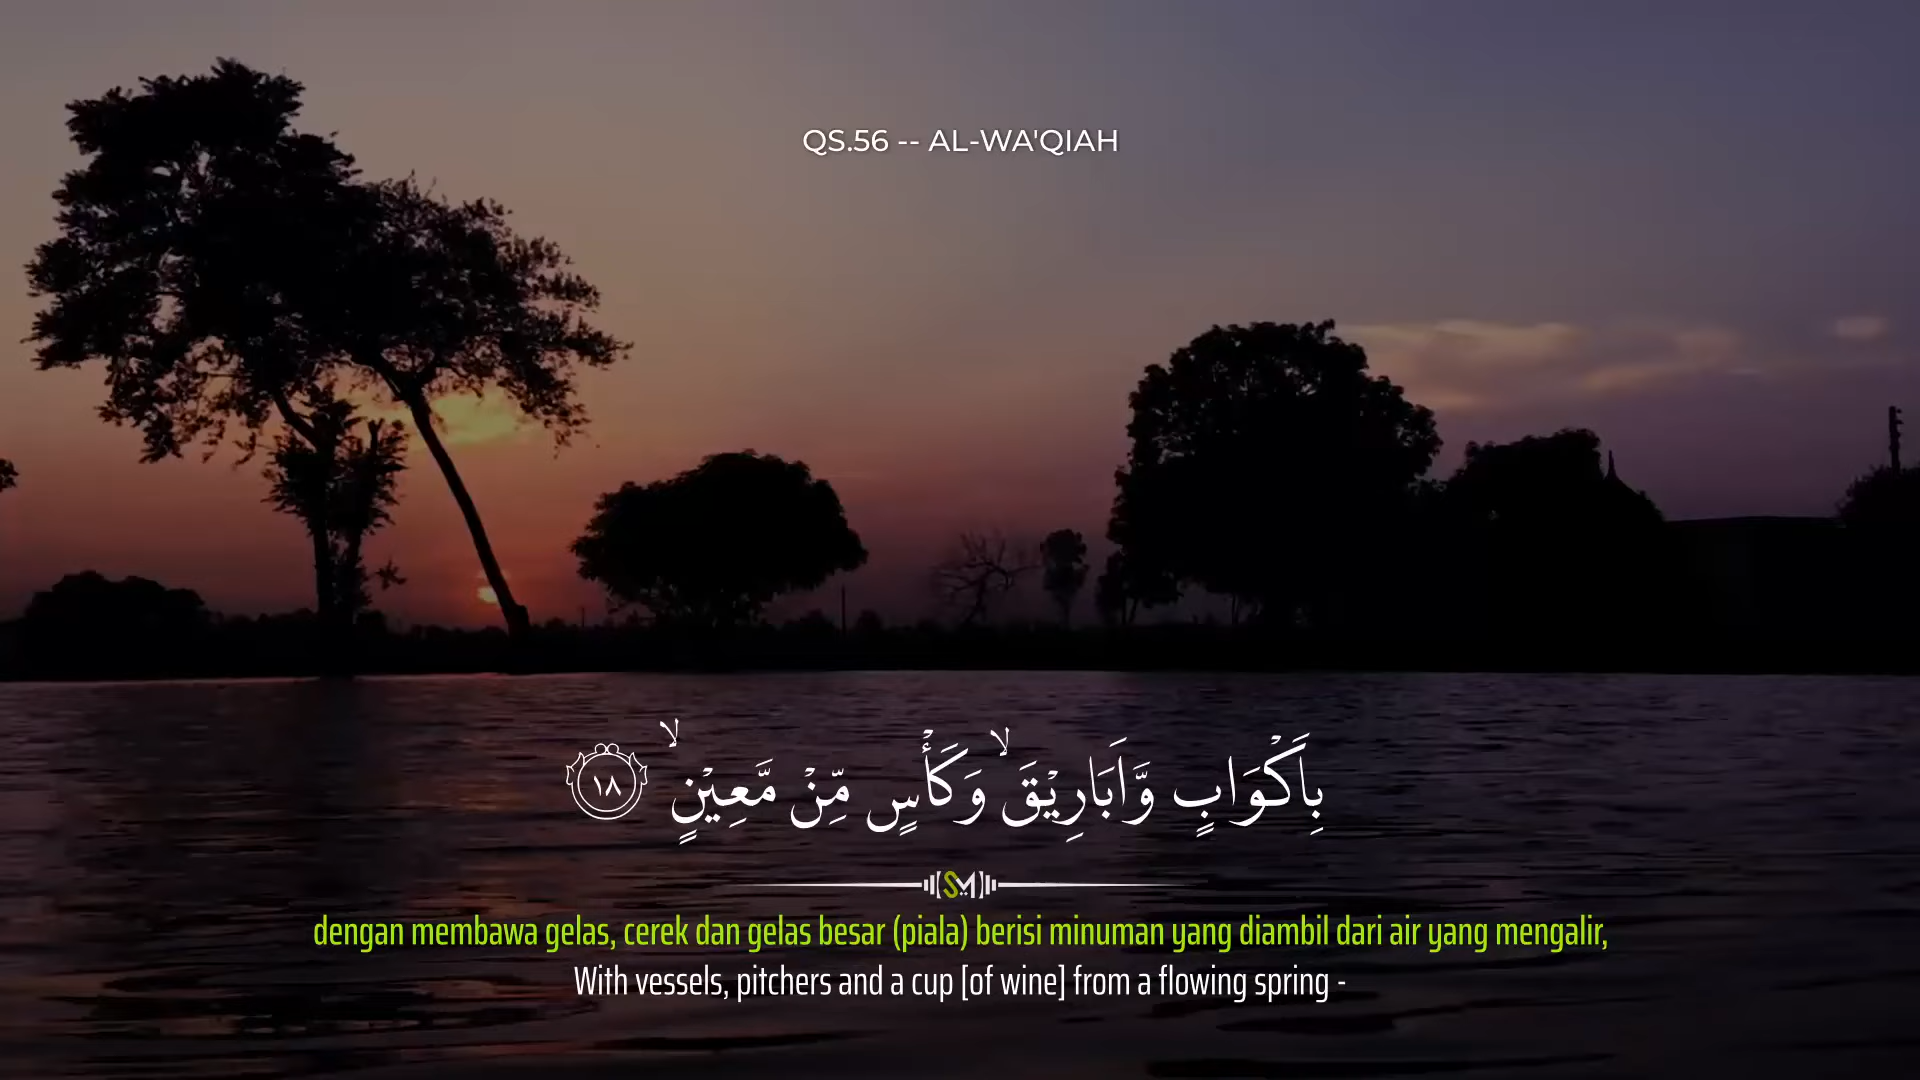 QS.56 -- AL-WA'QIAH
بِاَكْوَابٍ وَّاَبَارِيْقَۙ وَكَأْسٍ مِّنْ مَّعِيْنٍۙ ١٨
SM
dengan membawa gelas, cerek dan gelas besar (piala) berisi minuman yang diambil dari air yang mengalir,
With vessels, pitchers and a cup [of wine] from a flowing spring -